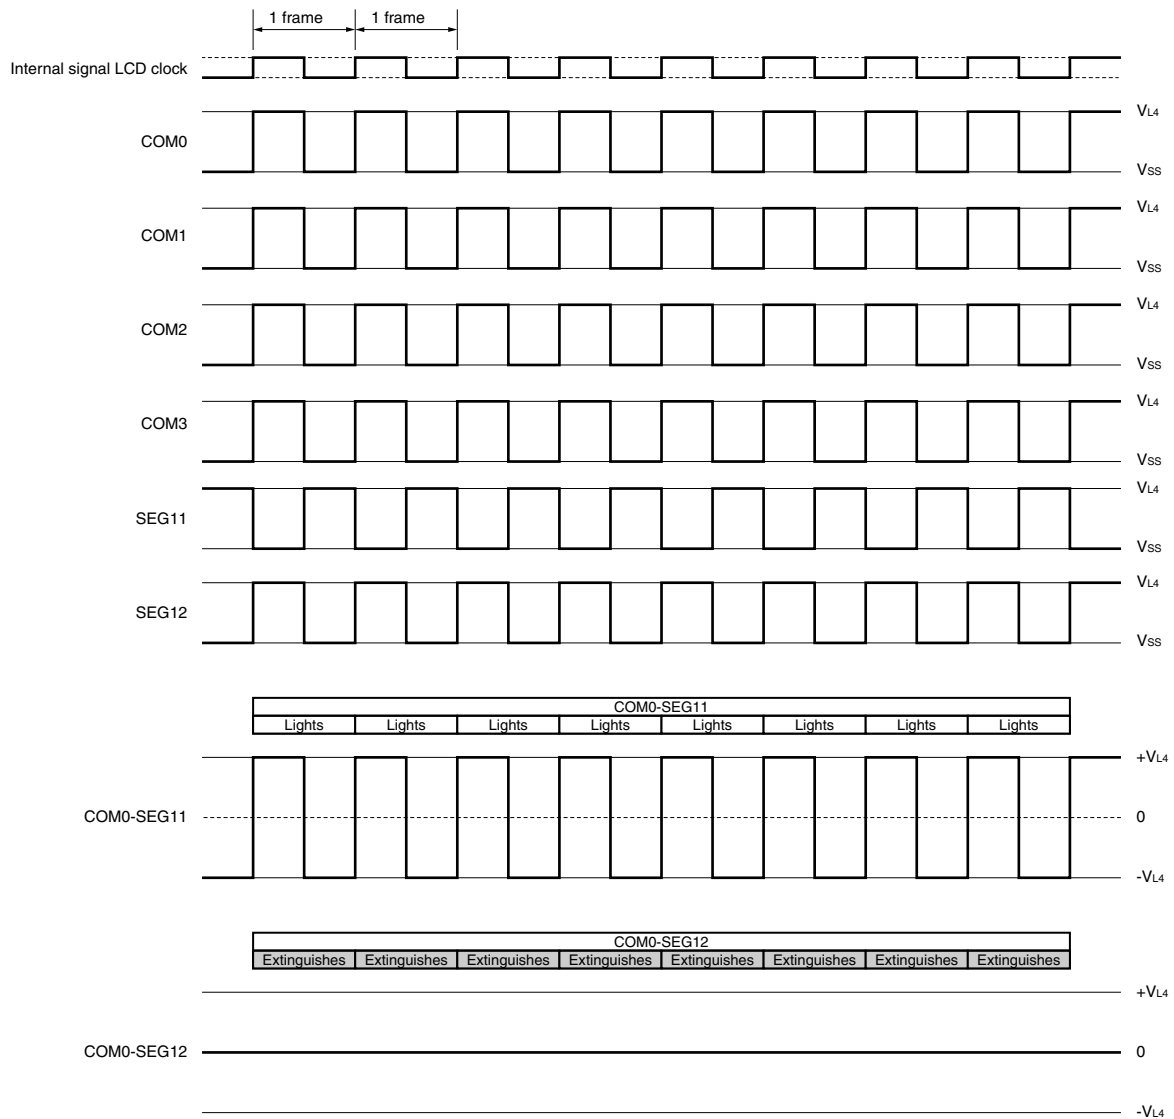 1 frame 1 frame
Internal signal LCD clock
VL4
COM0
VSS
VL4
COM1
VSS
VL4
COM2
VSS
VL4
COM3
VSS
VL4
SEG11
VSS
VL4
SEG12
VSS
COM0-SEG11
Lights Lights Lights Lights Lights Lights Lights Lights
+VL4
COM0-SEG11 0
-VL4
COM0-SEG12
Extinguishes Extinguishes Extinguishes Extinguishes Extinguishes Extinguishes Extinguishes Extinguishes
+VL4
COM0-SEG12 0
-VL4